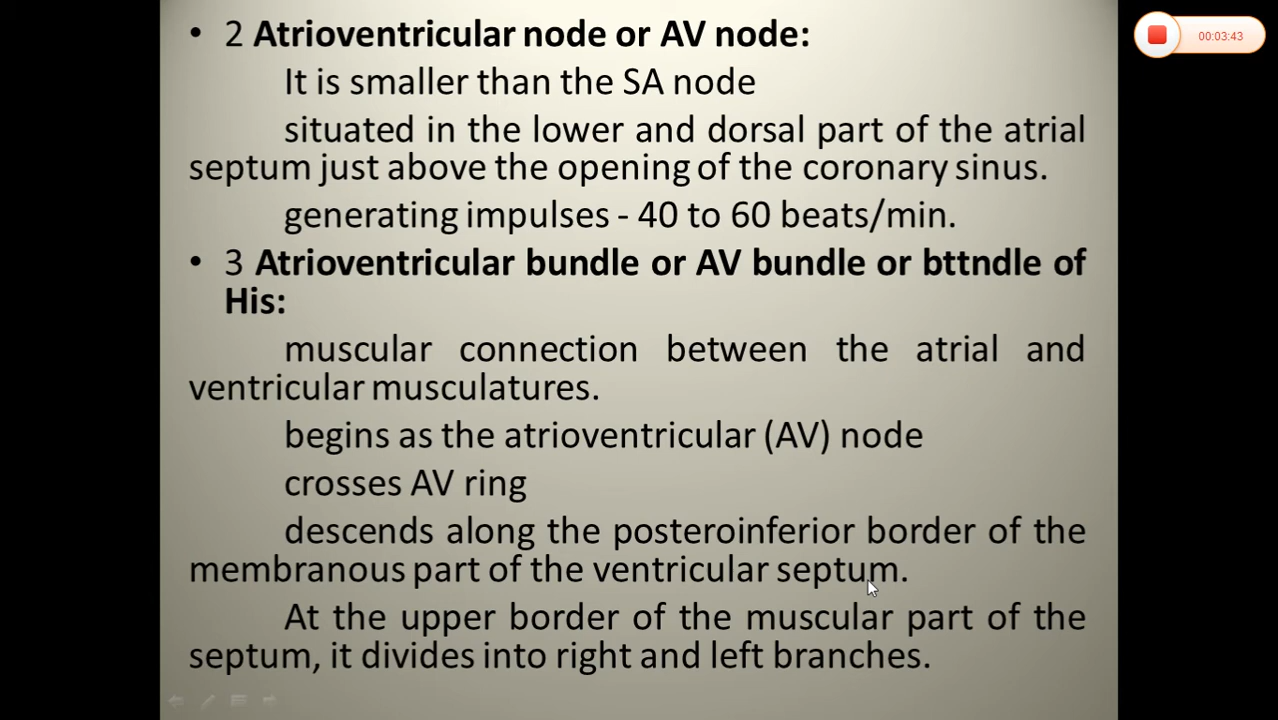 • 2 Atrioventricular node or AV node:
It is smaller than the SA node
situated in the lower and dorsal part of the atrial
septum just above the opening of the coronary sinus.
generating impulses - 40 to 60 beats/min.
• 3 Atrioventricular bundle or AV bundle or bttndle of
His:
muscular connection between the atrial and
ventricular musculatures.
begins as the atrioventricular (AV) node
crosses AV ring
descends along the posteroinferior border of the
membranous part of the ventricular septum.
At the upper border of the muscular part of the
septum, it divides into right and left branches.
00:03:43